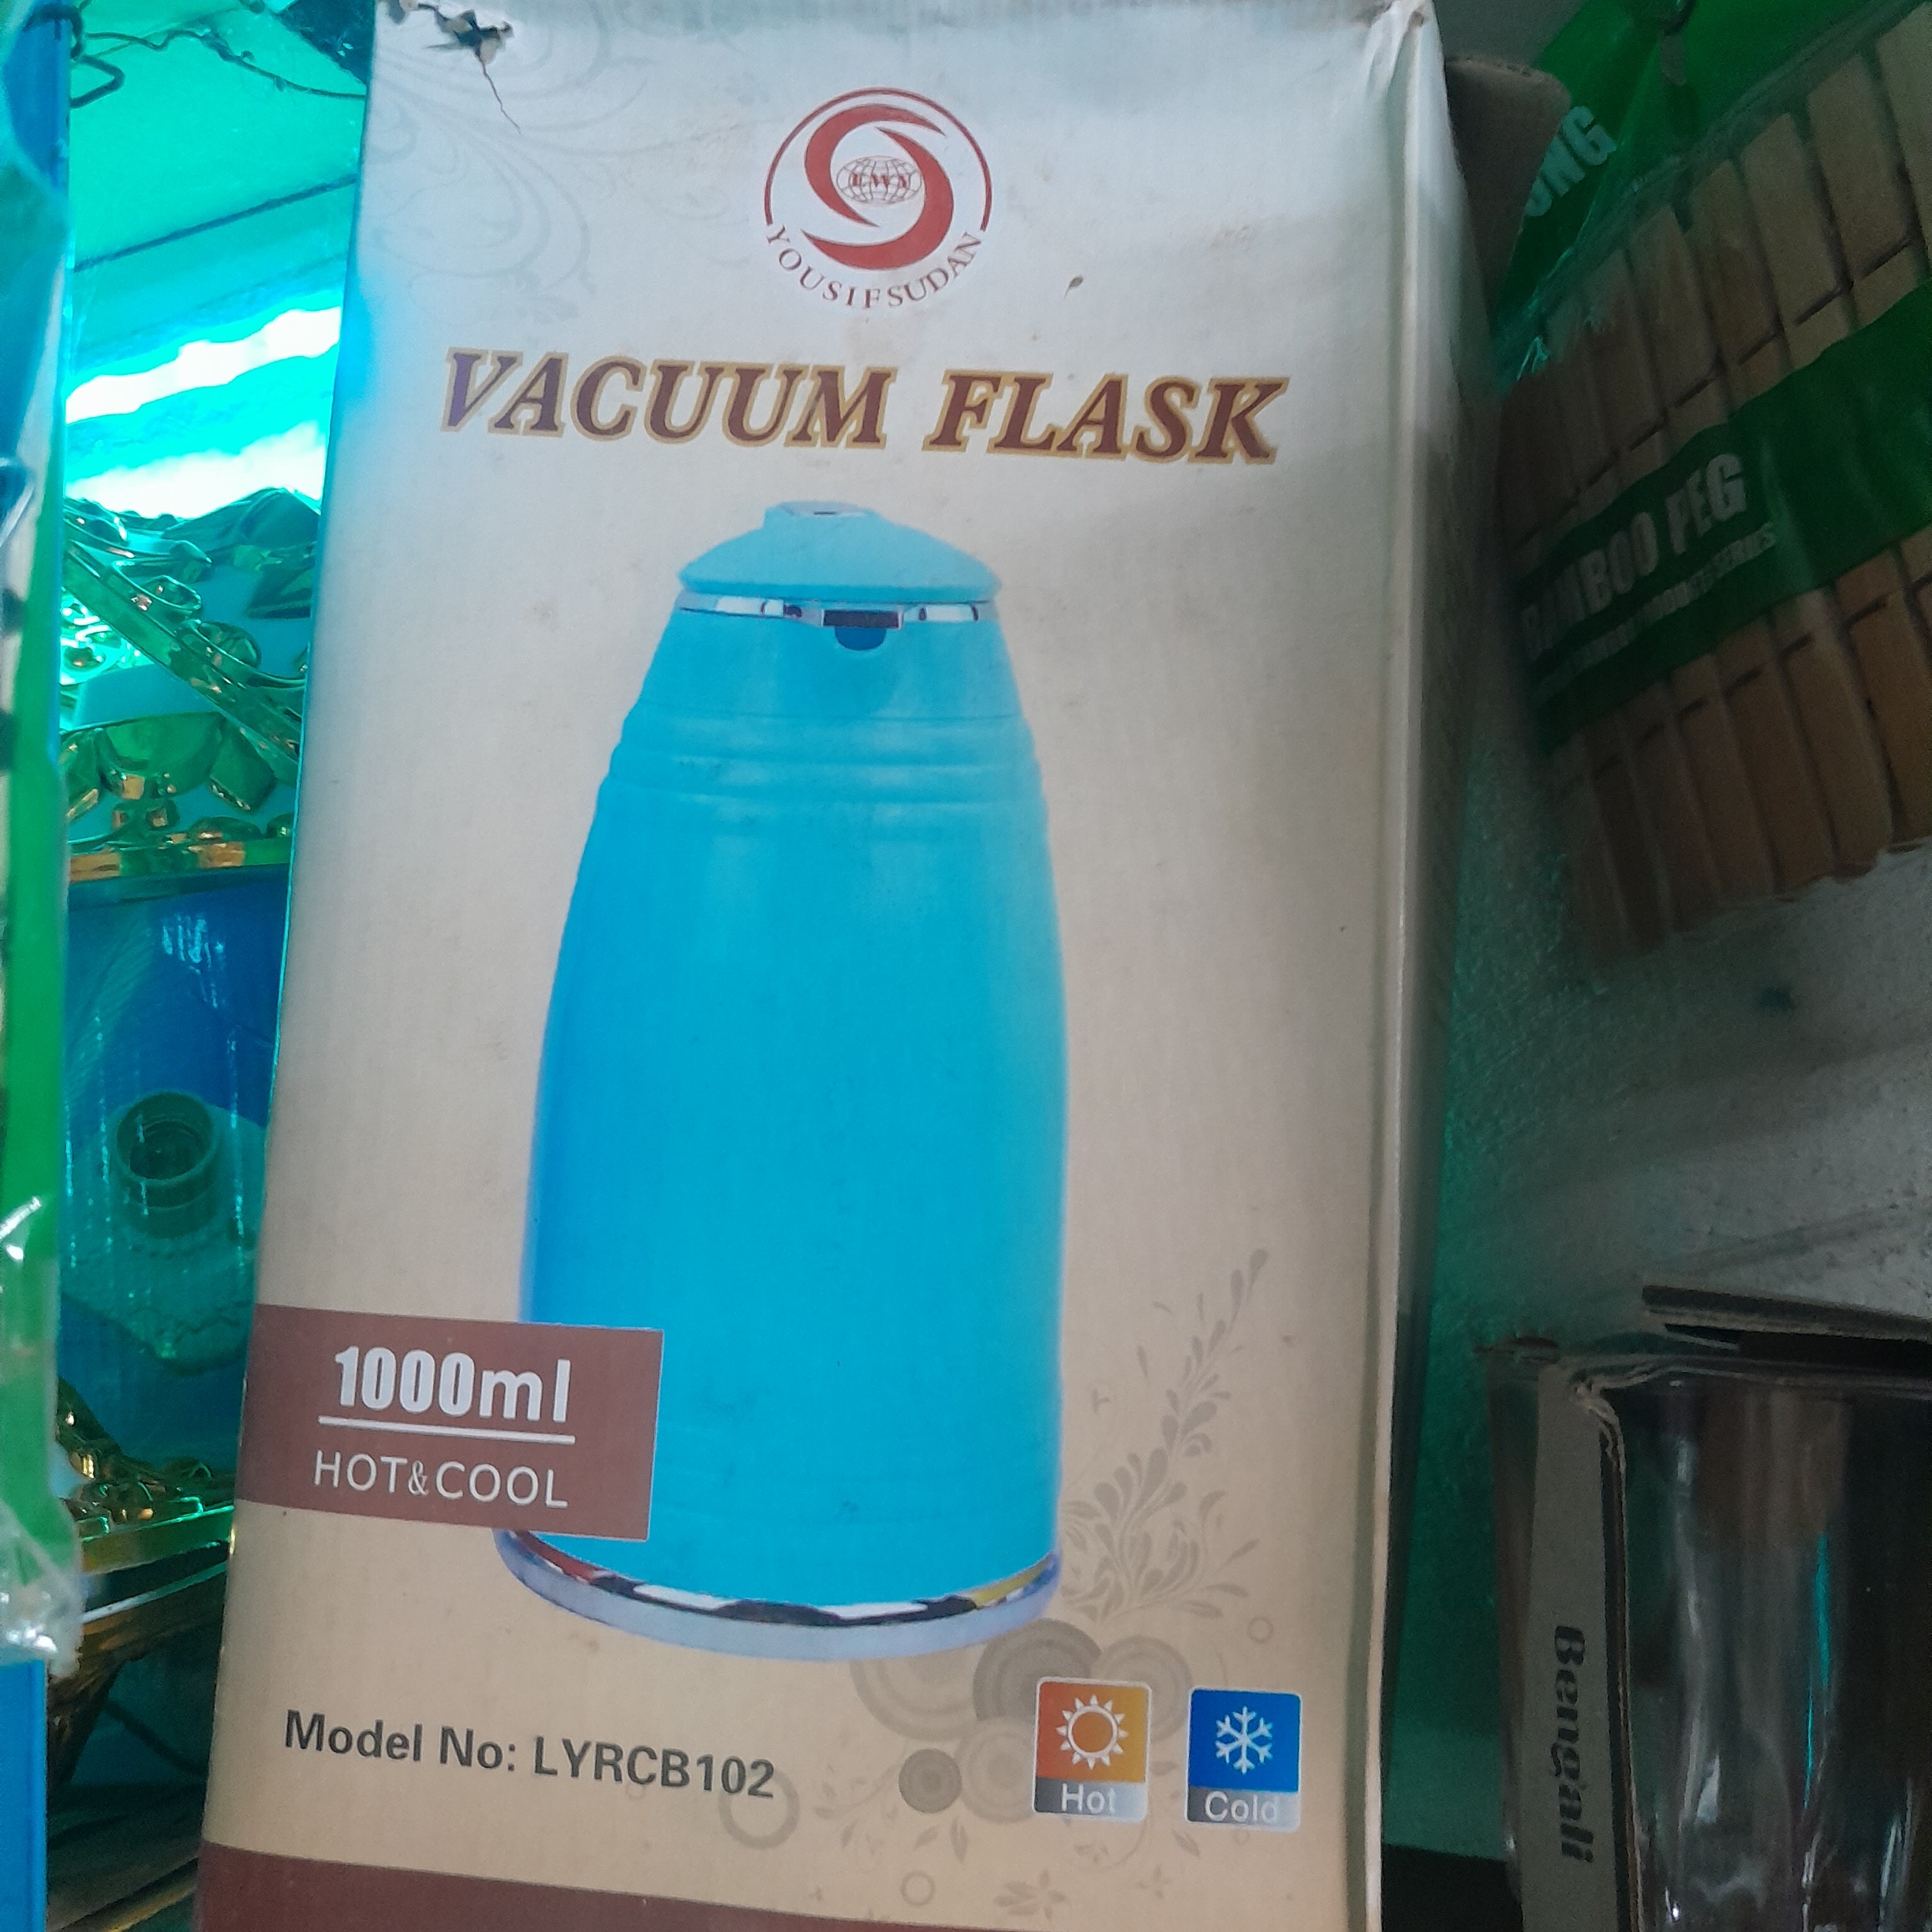 YOUSIFSUDAN
VACUUM FLASK
1000ml
HOT&COOL
Model No: LYRCB102
Hot
Cold
BAMBOO PEG
Bengali